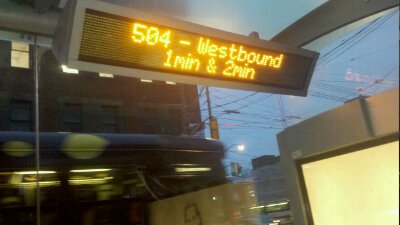 504 - Westbound
1min & 2min